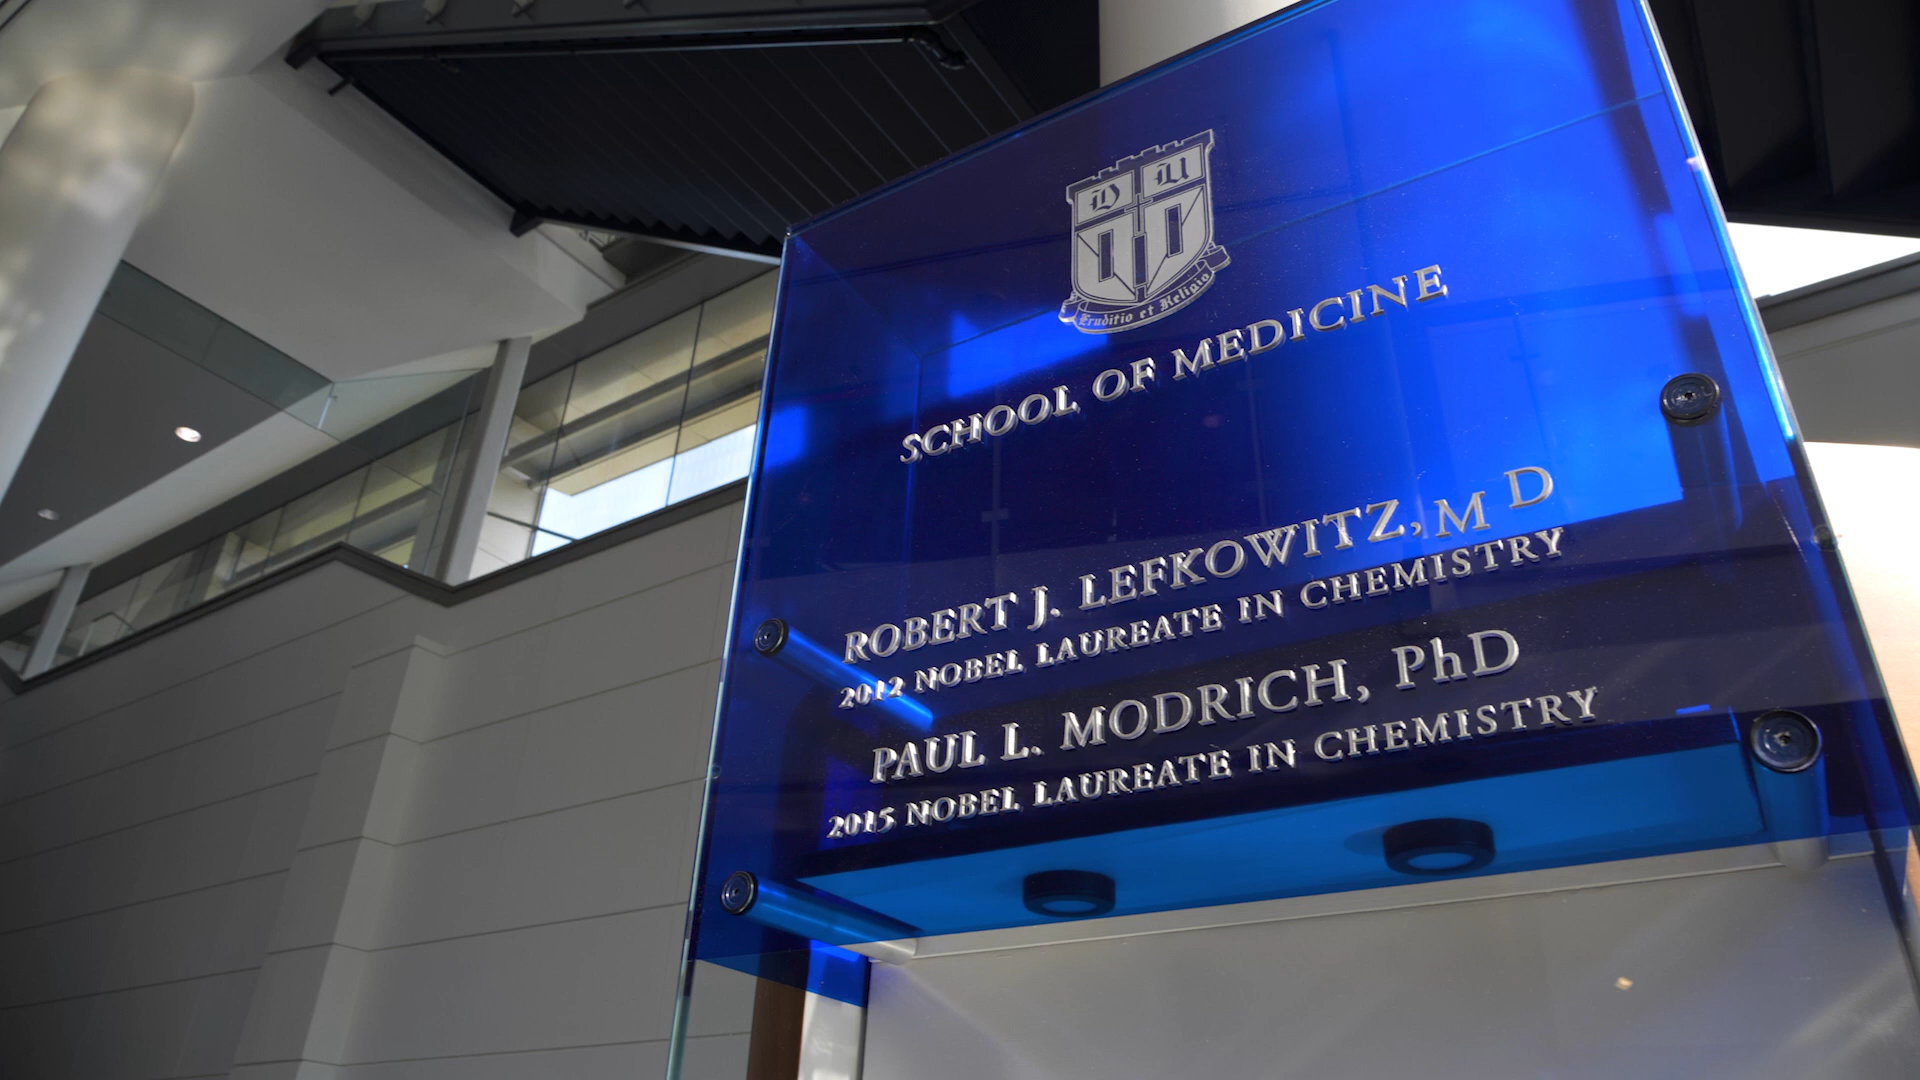 D U
Eruditio et Religio
SCHOOL OF MEDICINE
ROBERT J. LEFKOWITZ, M D
2012 NOBEL LAUREATE IN CHEMISTRY
PAUL L. MODRICH, PhD
2015 NOBEL LAUREATE IN CHEMISTRY